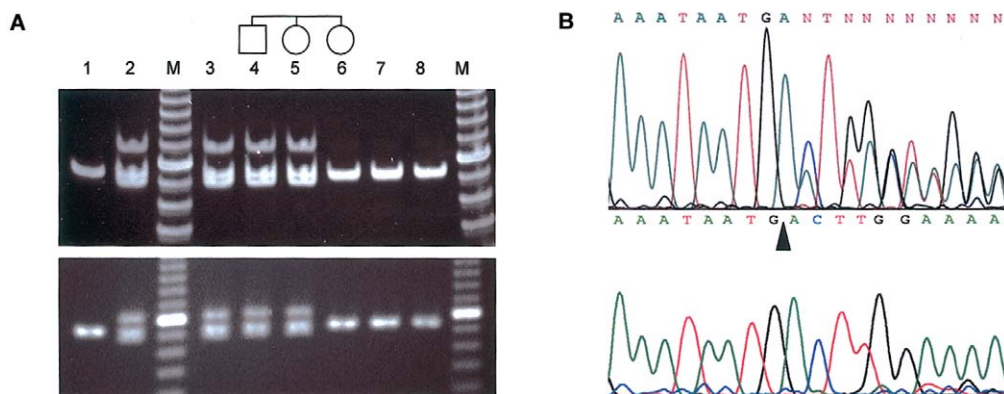 A
1 2 M 3 4 5 6 7 8 M
B
A A A T A A T G A N T N N N N N N N N
A A A T A A T G A C T T G G A A A A